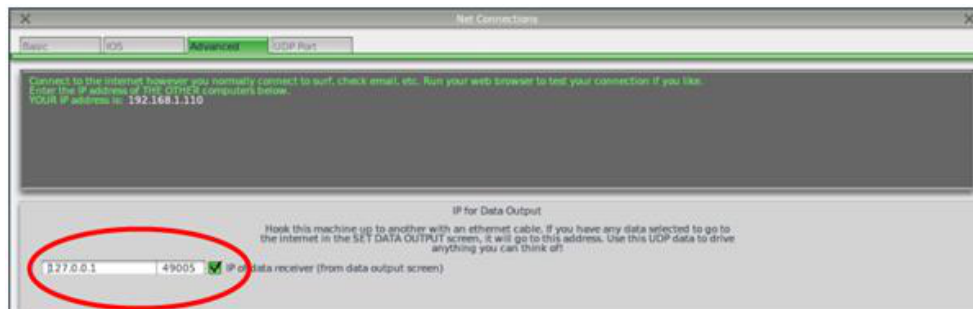 Net Connections
Basic IOS Advanced UDP Port
Connect to the internet however you normally connect to surf, check email, etc. Run your web browser to test your connection if you like.
Enter the IP address of THE OTHER computers below.
YOUR IP address is: 192.168.1.110
IP for Data Output
Hook this machine up to another with an ethernet cable. If you have any data selected to go to
the internet in the SET DATA OUTPUT screen, it will go to this address. Use this UDP data to drive
anything you can think of!
127.0.0.1 49005 IP of data receiver (from data output screen)